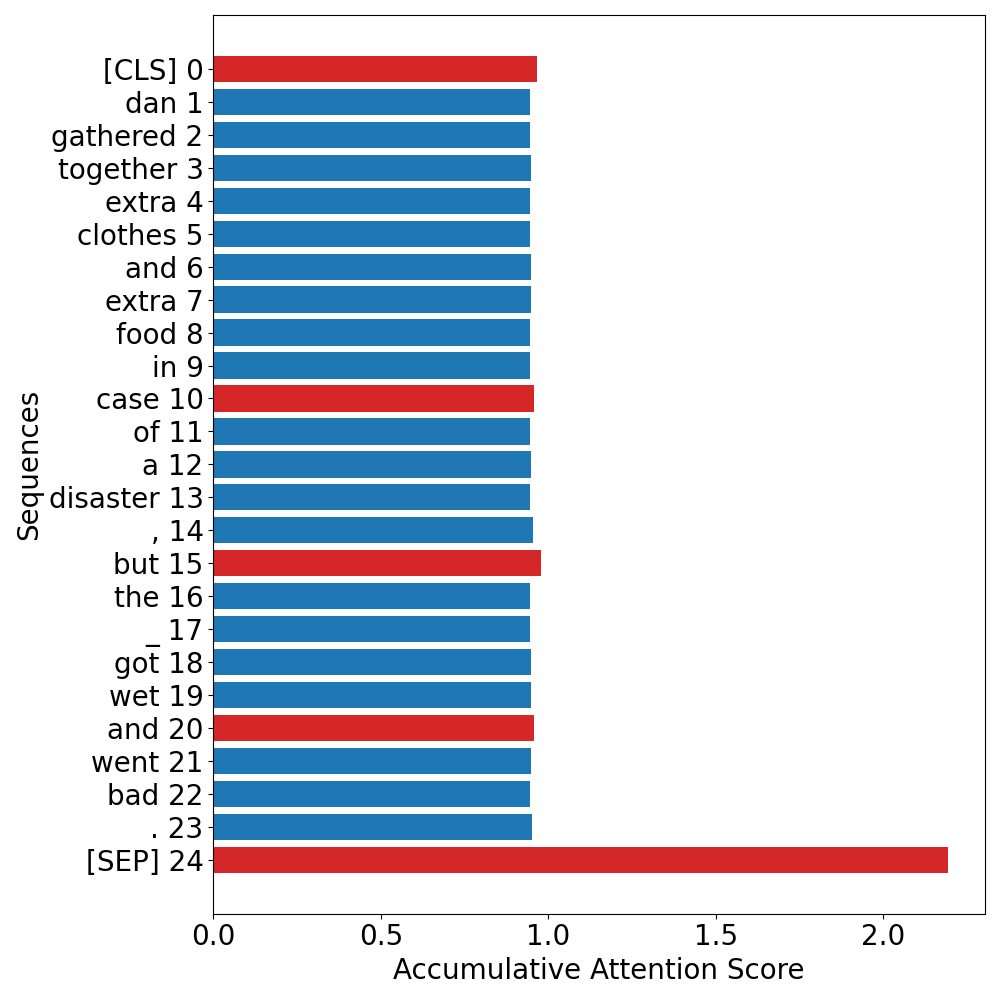 [CLS] 0
dan 1
gathered 2
together 3
extra 4
clothes 5
and 6
extra 7
food 8
in 9
case 10
of 11
a 12
disaster 13
, 14
but 15
the 16
_ 17
got 18
wet 19
and 20
went 21
bad 22
. 23
[SEP] 24
Sequences
0.0 0.5 1.0 1.5 2.0
Accumulative Attention Score